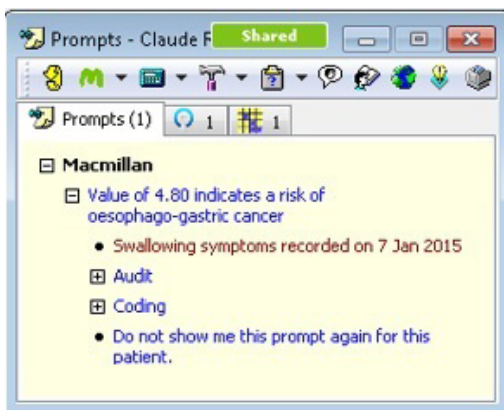 Prompts - Claude F
Shared
Prompts (1)
1
1
Macmillan
Value of 4.80 indicates a risk of
oesophago-gastric cancer
Swallowing symptoms recorded on 7 Jan 2015
Audit
Coding
Do not show me this prompt again for this
patient.